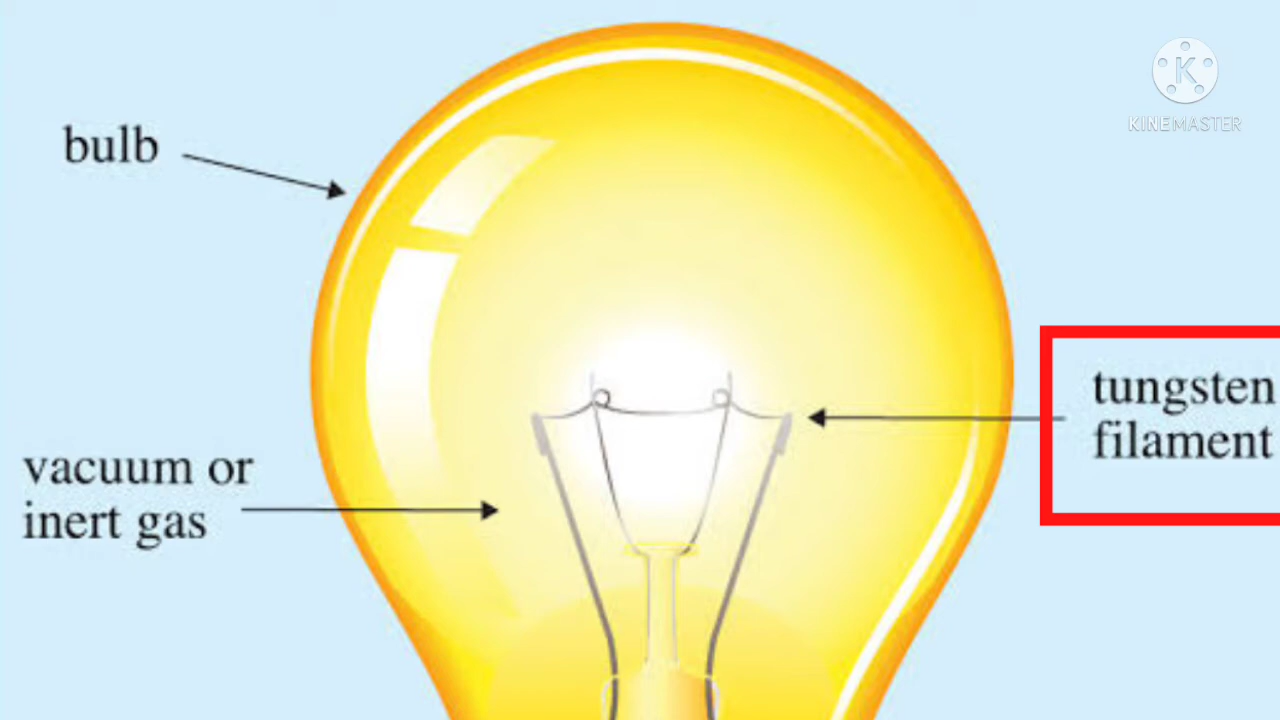 K
KINEMASTER
bulb
tungsten
filament
vacuum or
inert gas